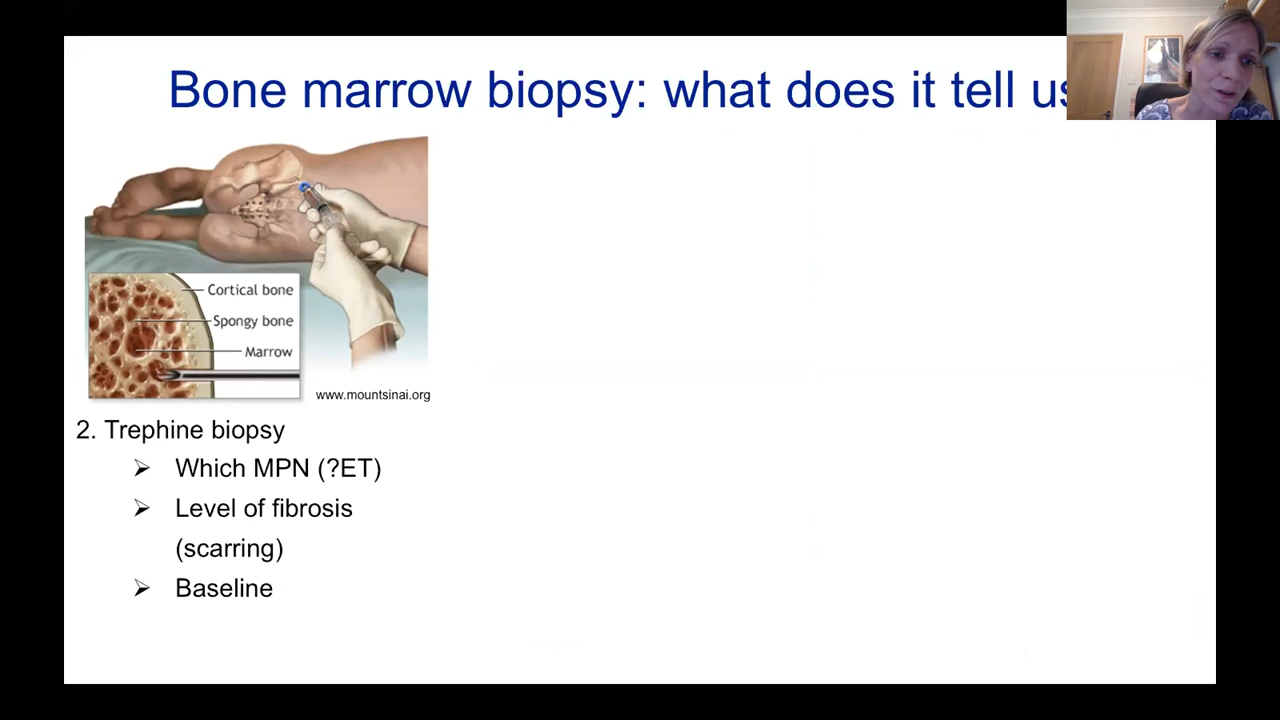 Bone marrow biopsy: what does it tell us
Cortical bone
Spongy bone
Marrow
www.mountsinai.org
2. Trephine biopsy
➢ Which MPN (?ET)
➢ Level of fibrosis
(scarring)
➢ Baseline